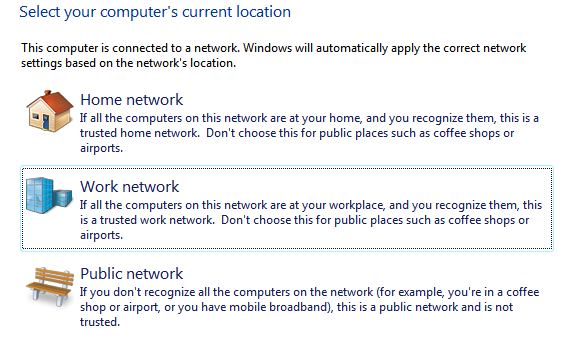 Select your computer's current location
This computer is connected to a network. Windows will automatically apply the correct network
settings based on the network's location.
Home network
If all the computers on this network are at your home, and you recognize them, this is a
trusted home network.  Don't choose this for public places such as coffee shops or
airports.
Work network
If all the computers on this network are at your workplace, and you recognize them, this
is a trusted work network.  Don't choose this for public places such as coffee shops or
airports.
Public network
If you don't recognize all the computers on the network (for example, you're in a coffee
shop or airport, or you have mobile broadband), this is a public network and is not
trusted.